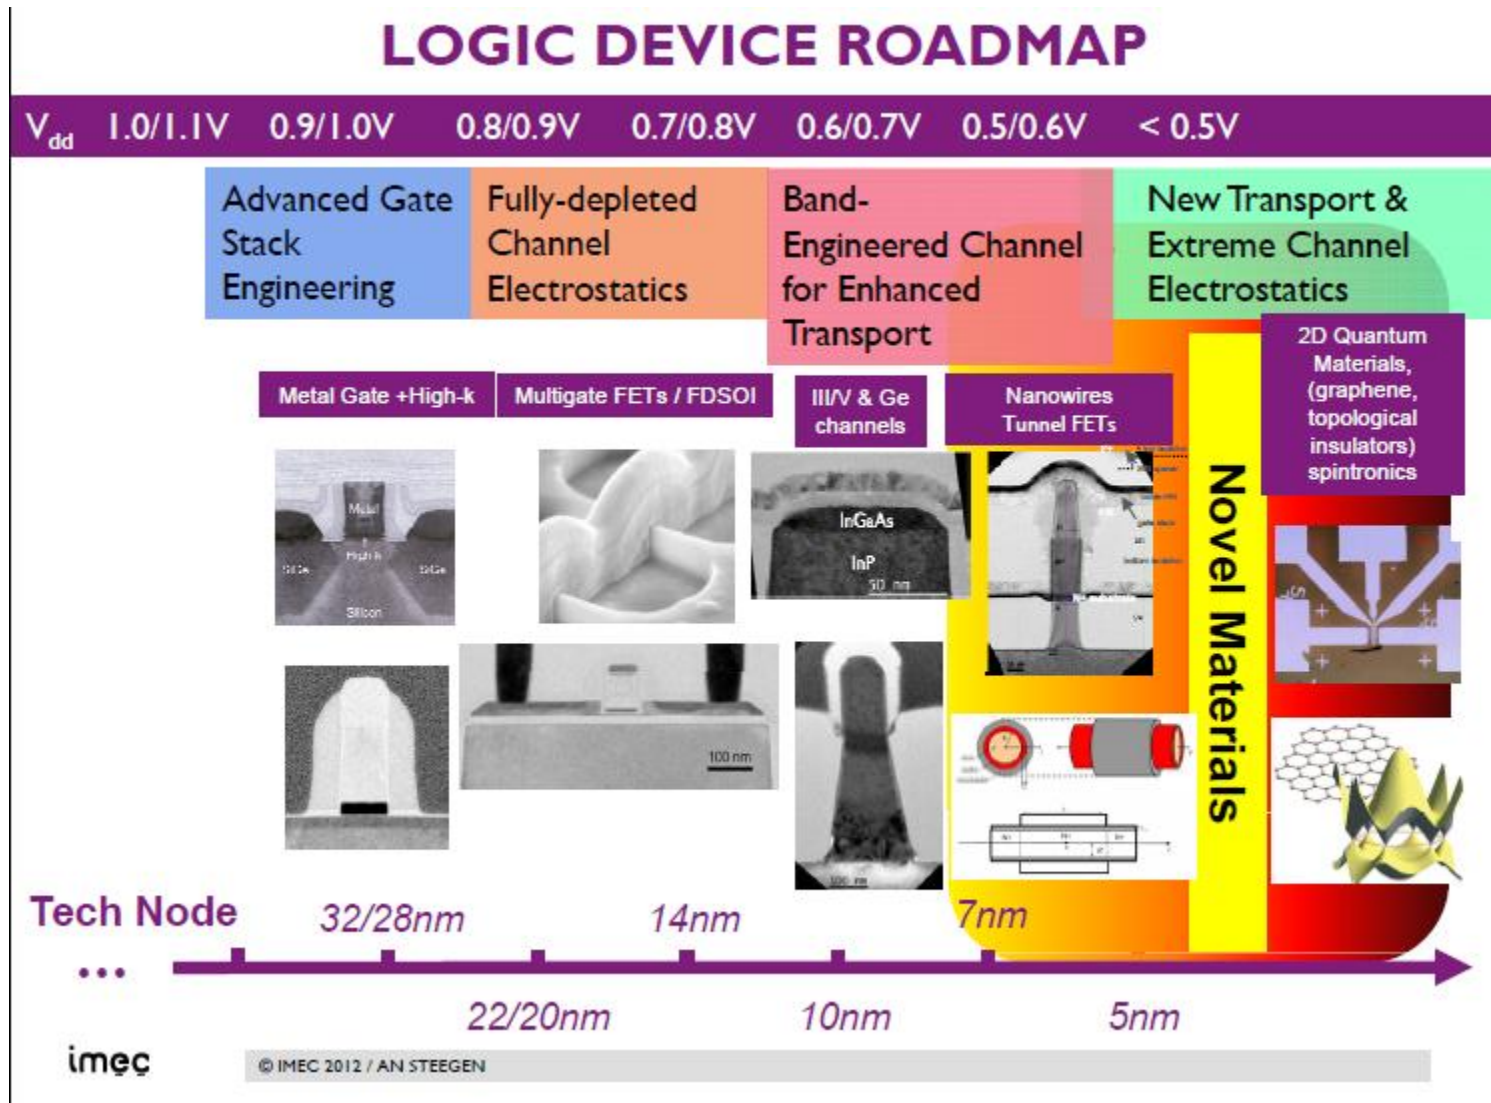 LOGIC DEVICE ROADMAP
Vdd 1.0/1.1V 0.9/1.0V 0.8/0.9V 0.7/0.8V 0.6/0.7V 0.5/0.6V < 0.5V
Advanced Gate
Stack
Engineering
Fully-depleted
Channel
Electrostatics
Band-
Engineered Channel
for Enhanced
Transport
New Transport &
Extreme Channel
Electrostatics
Metal Gate +High-k
Multigate FETs / FDSOI
III/V & Ge
channels
Nanowires
Tunnel FETs
2D Quantum
Materials,
(graphene,
topological
insulators)
spintronics
Metal
High-k
SiGe
SiGe
Silicon
100 nm
InGaAs
InP
50 nm
100 nm
Novel Materials
Tech Node
32/28nm
14nm
7nm
...
22/20nm
10nm
5nm
imec
© IMEC 2012 / AN STEEGEN